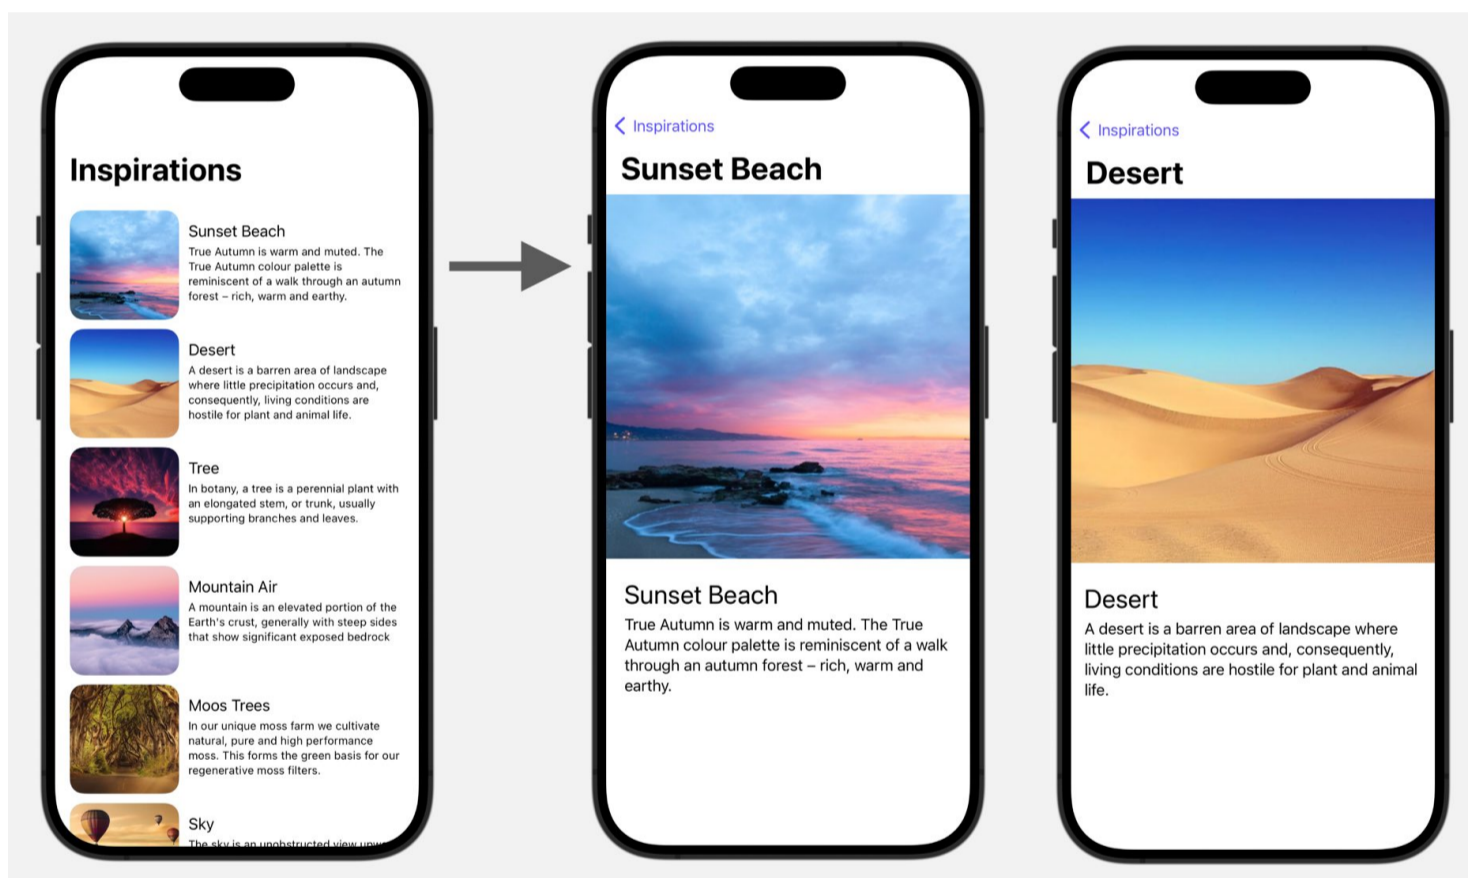 Inspirations
Sunset Beach
True Autumn is warm and muted. The
True Autumn colour palette is
reminiscent of a walk through an autumn
forest – rich, warm and earthy.
Desert
A desert is a barren area of landscape
where little precipitation occurs and,
consequently, living conditions are
hostile for plant and animal life.
Tree
In botany, a tree is a perennial plant with
an elongated stem, or trunk, usually
supporting branches and leaves.
Mountain Air
A mountain is an elevated portion of the
Earth's crust, generally with steep sides
that show significant exposed bedrock
Moos Trees
In our unique moss farm we cultivate
natural, pure and high performance
moss. This forms the green basis for our
regenerative moss filters.
Sky
The sky is an unobstructed view
Inspirations
Sunset Beach
Sunset Beach
True Autumn is warm and muted. The True
Autumn colour palette is reminiscent of a walk
through an autumn forest – rich, warm and
earthy.
Inspirations
Desert
Desert
A desert is a barren area of landscape where
little precipitation occurs and, consequently,
living conditions are hostile for plant and animal
life.